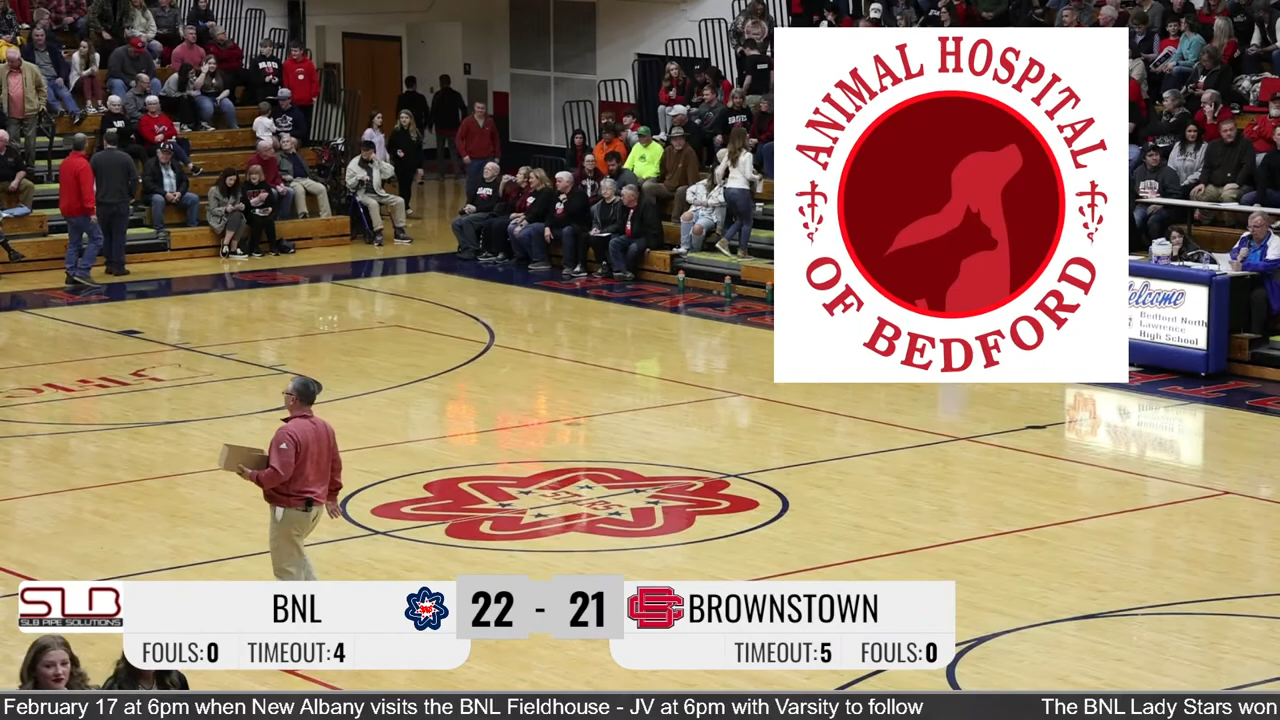 ANIMAL HOSPITAL
OF BEDFORD
Welcome
Bedford North
Lawrence
High School
STARS
SLB
SLB PIPE SOLUTIONS
BNL
22 - 21
BROWNSTOWN
FOULS:0
TIMEOUT:4
TIMEOUT:5
FOULS:0
February 17 at 6pm when New Albany visits the BNL Fieldhouse - JV at 6pm with Varsity to follow
The BNL Lady Stars won